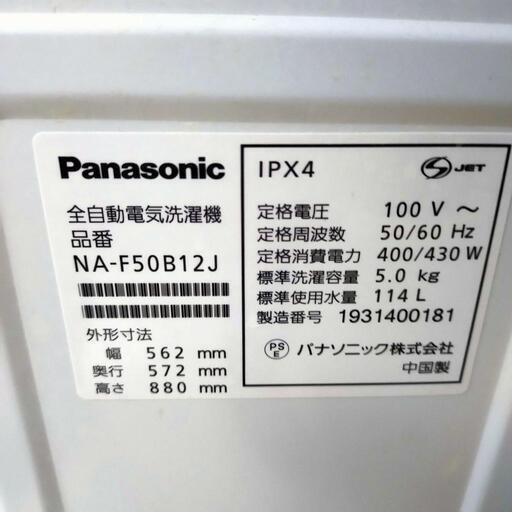 Panasonic
全自動電気洗濯機
品番
NA-F50B12J
外形寸法
幅 562 mm
奥行 572 mm
高さ 880 mm
IPX4
S JET
定格電圧 100 V ～
定格周波数 50/60 Hz
定格消費電力 400/430 W
標準洗濯容量 5.0 kg
標準使用水量 114 L
製造番号 1931400181
PS
E
パナソニック株式会社
中国製